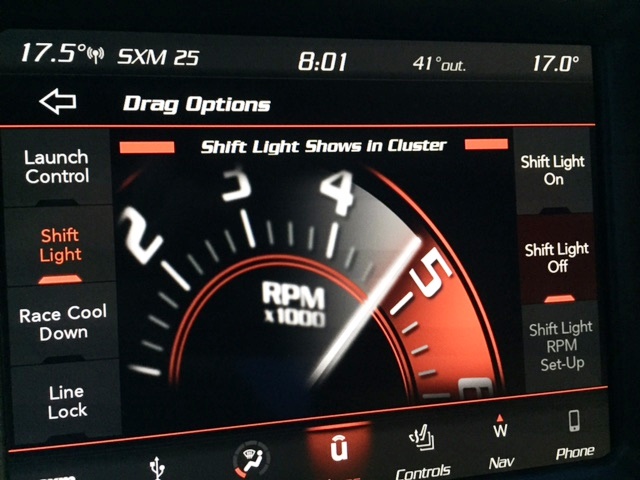 17.5° SXM 25 8:01 41°out. 17.0°
Drag Options
Shift Light Shows in Cluster
Launch
Control
Shift
Light
Race Cool
Down
Line
Lock
2 3 4 5 6
RPM
x1000
Shift Light
On
Shift Light
Off
Shift Light
RPM
Set-Up
Controls
W
Nav
Phone